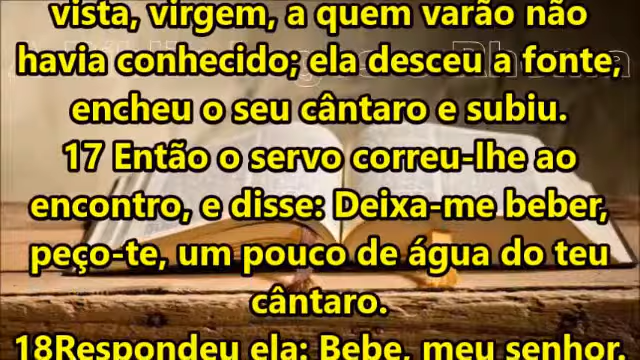 vista, virgem, a quem varão não
havia conhecido; ela desceu a fonte,
encheu o seu cântaro e subiu.
17 Então o servo correu-lhe ao
encontro, e disse: Deixa-me beber,
peço-te, um pouco de água do teu
cântaro.
18Respondeu ela: Bebe, meu senhor.